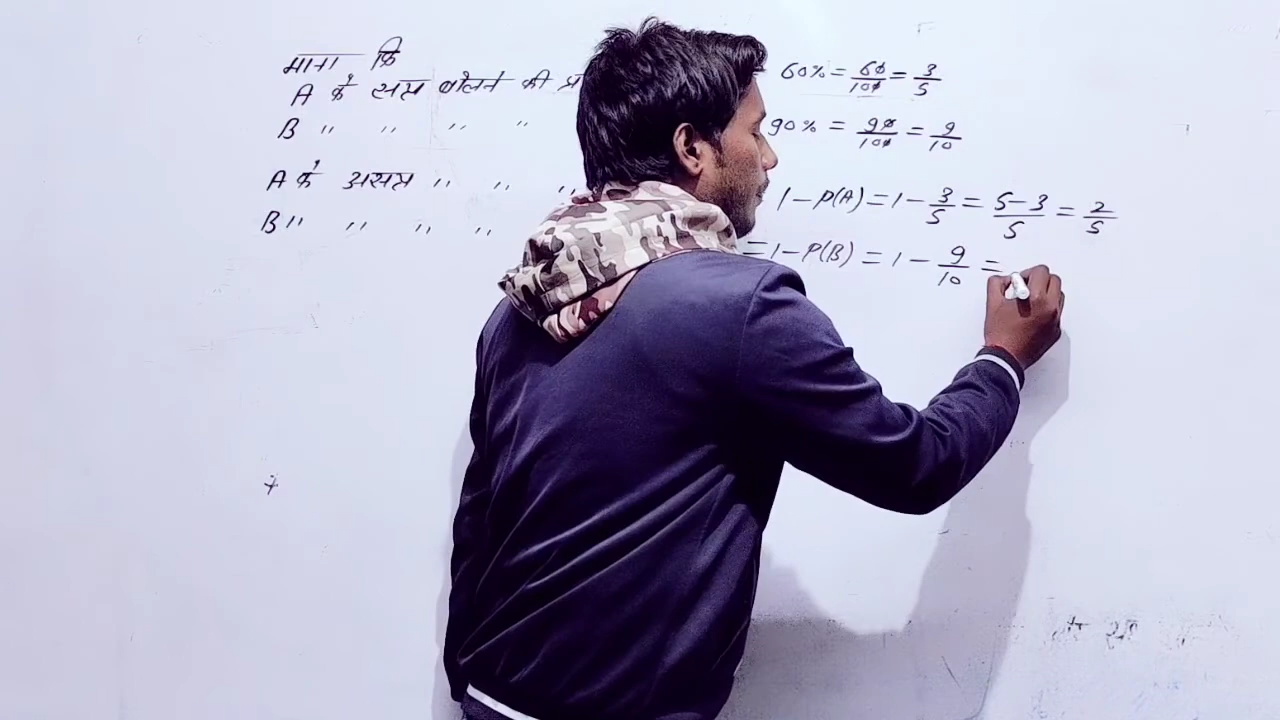 माना कि
A के सत्य बोलने की प्र 60% = 60/100 = 3/5
B " " " " 90% = 90/100 = 9/10
A के असत्य " " " 1 - P(A) = 1 - 3/5 = 5-3/5 = 2/5
B " " " " = 1 - P(B) = 1 - 9/10 =